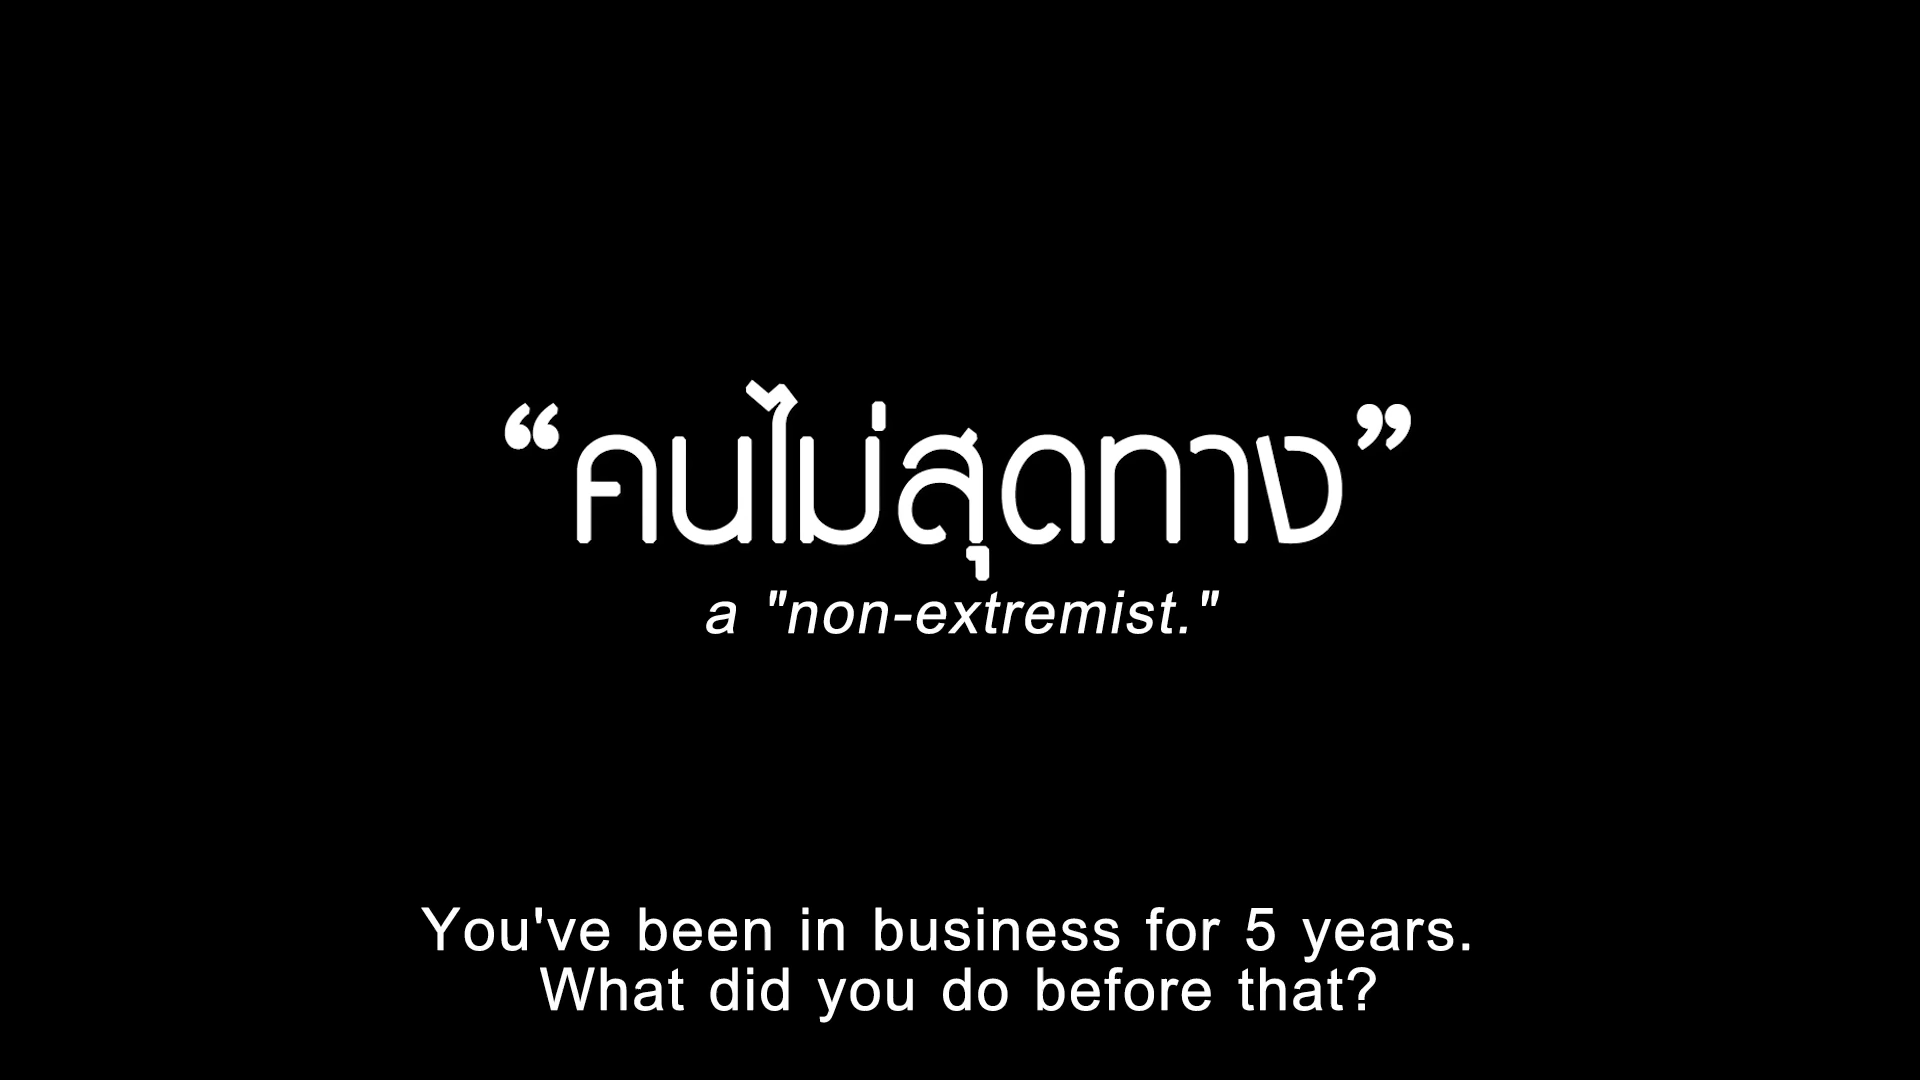 “คนไม่สุดทาง”
a "non-extremist."
You've been in business for 5 years.
What did you do before that?